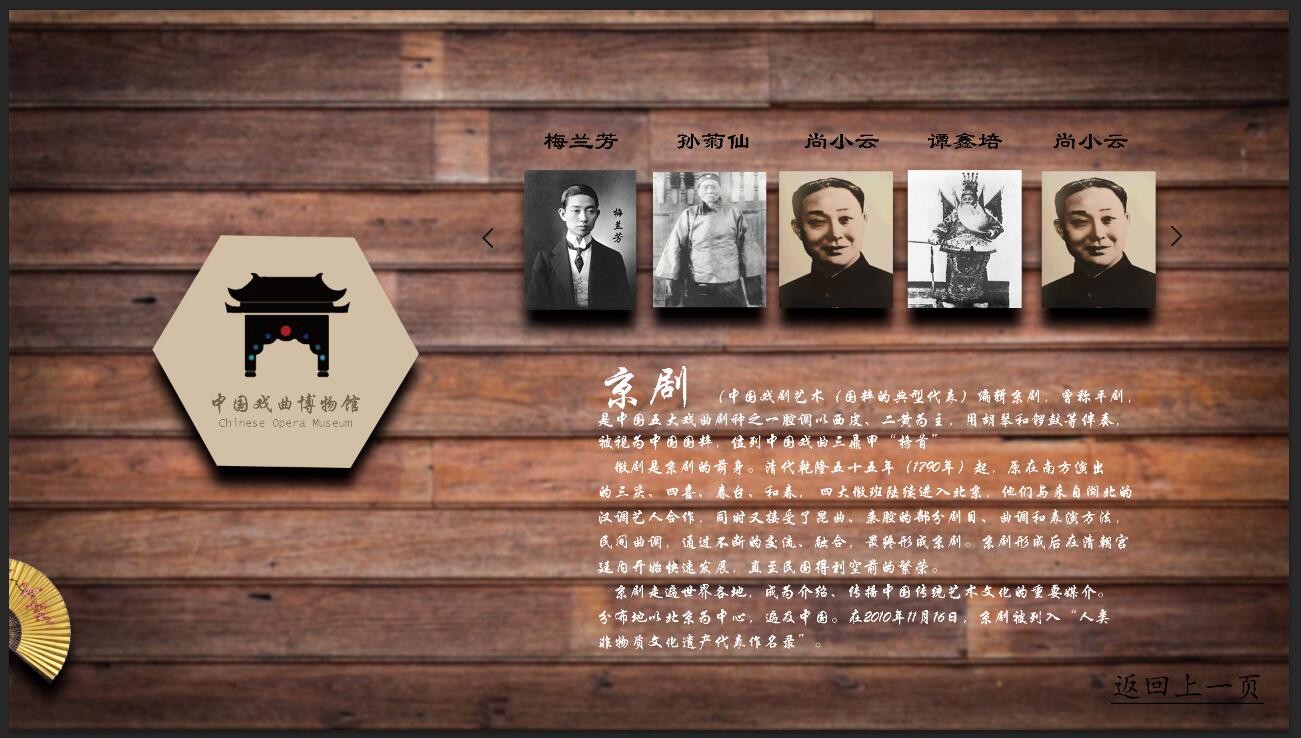 梅兰芳 孙菊仙 尚小云 谭鑫培 尚小云
梅兰芳
中国戏曲博物馆
Chinese Opera Museum
京剧 （中国戏剧艺术（国粹的典型代表）编辑京剧，曾称平剧，
是中国五大戏曲剧种之一腔调以西皮、二黄为主，用胡琴和锣鼓等伴奏，
被视为中国国粹，位列中国戏曲三鼎甲“榜首”
徽剧是京剧的前身。清代乾隆五十五年（1790年）起，原在南方演出
的三庆、四喜、春台、和春， 四大徽班陆续进入北京，他们与来自湖北的
汉调艺人合作，同时又接受了昆曲、秦腔的部分剧目、曲调和表演方法，
民间曲调，通过不断的交流、融合，最终形成京剧。京剧形成后在清朝宫
廷内开始快速发展，直至民国得到空前的繁荣。
京剧走遍世界各地，成为介绍、传播中国传统艺术文化的重要媒介。
分布地以北京为中心，遍及中国。在2010年11月16日，京剧被列入“人类
非物质文化遗产代表作名录”。
返回上一页